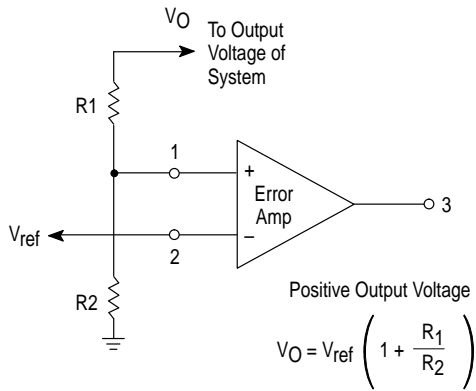 VO
To Output
Voltage of
System
R1
1
+
Error
Amp
3
Vref
2
–
R2
Positive Output Voltage
VO = Vref ( 1 + R1 / R2 )